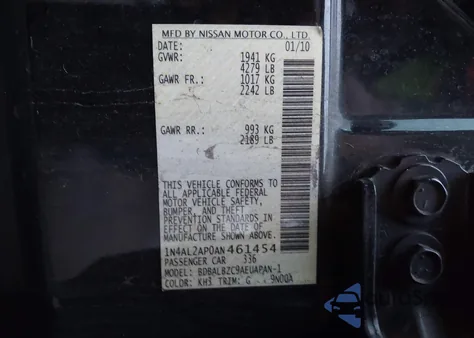 MFD BY NISSAN MOTOR CO., LTD.
DATE: 01/10
GVWR: 1941 KG
4279 LB
GAWR FR.: 1017 KG
2242 LB
GAWR RR.: 993 KG
2189 LB
THIS VEHICLE CONFORMS TO
ALL APPLICABLE FEDERAL
MOTOR VEHICLE SAFETY,
BUMPER, AND THEFT
PREVENTION STANDARDS IN
EFFECT ON THE DATE OF
MANUFACTURE SHOWN ABOVE.
1N4AL2AP0AN461454
PASSENGER CAR 336
MODEL: BDBALBZC9AEUAPAN-1
COLOR: KH3 TRIM: G